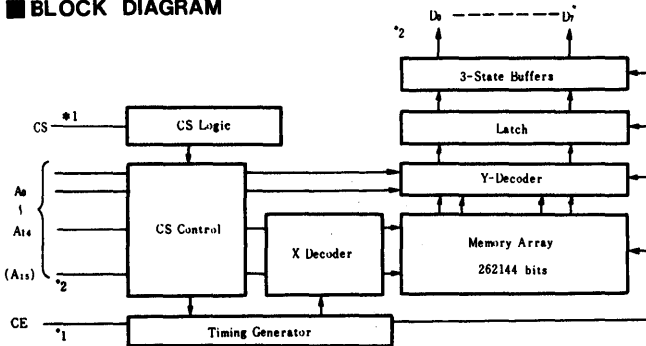 ■ BLOCK DIAGRAM
*2 D0 D7*
3-State Buffers
CS *1
CS Logic
Latch
A0
Y-Decoder
~
CS Control
A14
X Decoder
Memory Array
262144 bits
(A15) *2
CE *1
Timing Generator